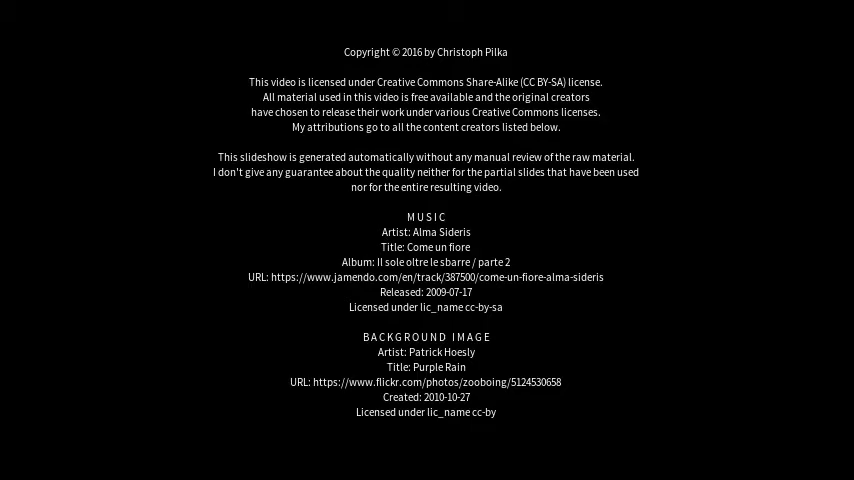 Copyright © 2016 by Christoph Pilka
This video is licensed under Creative Commons Share-Alike (CC BY-SA) license.
All material used in this video is free available and the original creators
have chosen to release their work under various Creative Commons licenses.
My attributions go to all the content creators listed below.
This slideshow is generated automatically without any manual review of the raw material.
I don't give any guarantee about the quality neither for the partial slides that have been used
nor for the entire resulting video.
M U S I C
Artist: Alma Sideris
Title: Come un fiore
Album: Il sole oltre le sbarre / parte 2
URL: https://www.jamendo.com/en/track/387500/come-un-fiore-alma-sideris
Released: 2009-07-17
Licensed under lic_name cc-by-sa
B A C K G R O U N D   I M A G E
Artist: Patrick Hoesly
Title: Purple Rain
URL: https://www.flickr.com/photos/zooboing/5124530658
Created: 2010-10-27
Licensed under lic_name cc-by